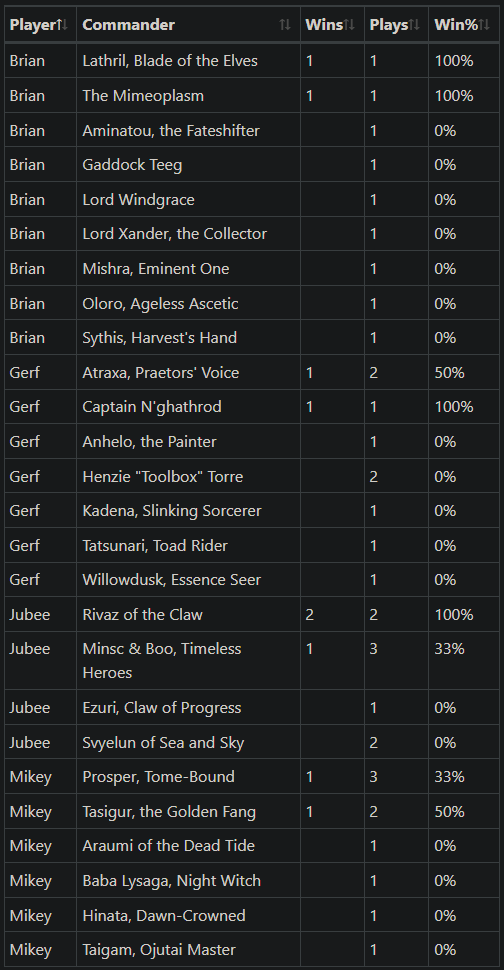 Player Commander Wins Plays Win%
Brian Lathril, Blade of the Elves 1 1 100%
Brian The Mimeoplasm 1 1 100%
Brian Aminatou, the Fateshifter 1 0%
Brian Gaddock Teeg 1 0%
Brian Lord Windgrace 1 0%
Brian Lord Xander, the Collector 1 0%
Brian Mishra, Eminent One 1 0%
Brian Oloro, Ageless Ascetic 1 0%
Brian Sythis, Harvest's Hand 1 0%
Gerf Atraxa, Praetors' Voice 1 2 50%
Gerf Captain N'ghathrod 1 1 100%
Gerf Anhelo, the Painter 1 0%
Gerf Henzie "Toolbox" Torre 2 0%
Gerf Kadena, Slinking Sorcerer 1 0%
Gerf Tatsunari, Toad Rider 1 0%
Gerf Willowdusk, Essence Seer 1 0%
Jubee Rivaz of the Claw 2 2 100%
Jubee Minsc & Boo, Timeless 1 3 33%
Heroes
Jubee Ezuri, Claw of Progress 1 0%
Jubee Svyelun of Sea and Sky 2 0%
Mikey Prosper, Tome-Bound 1 3 33%
Mikey Tasigur, the Golden Fang 1 2 50%
Mikey Araumi of the Dead Tide 1 0%
Mikey Baba Lysaga, Night Witch 1 0%
Mikey Hinata, Dawn-Crowned 1 0%
Mikey Taigam, Ojutai Master 1 0%